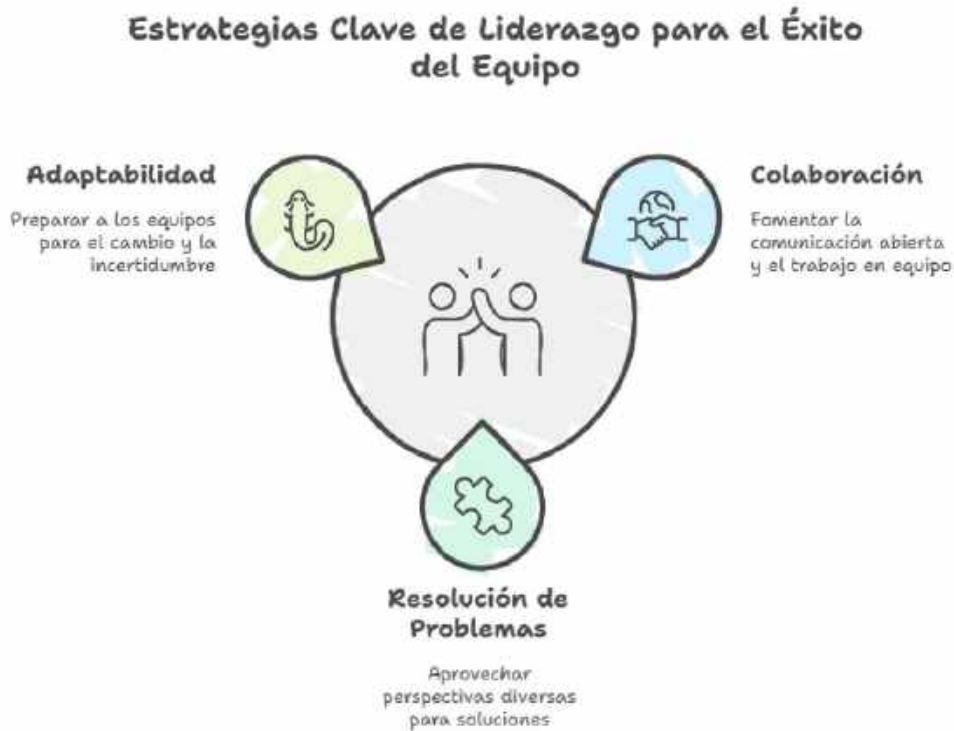 Estrategias Clave de Liderazgo para el Éxito
del Equipo
Adaptabilidad
Preparar a los equipos
para el cambio y la
incertidumbre
Colaboración
Fomentar la
comunicación abierta
y el trabajo en equipo
Resolución de
Problemas
Aprovechar
perspectivas diversas
para soluciones